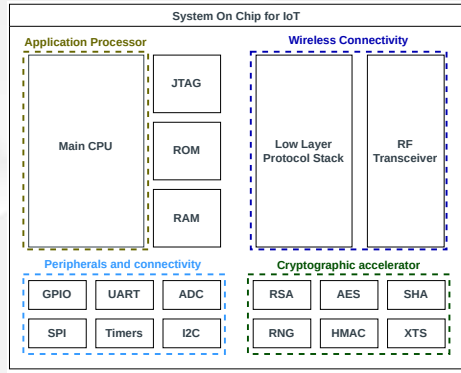 System On Chip for IoT
Application Processor
Wireless Connectivity
Main CPU
JTAG
ROM
RAM
Low Layer
Protocol Stack
RF
Transceiver
Peripherals and connectivity
Cryptographic accelerator
GPIO UART ADC
SPI Timers I2C
RSA AES SHA
RNG HMAC XTS